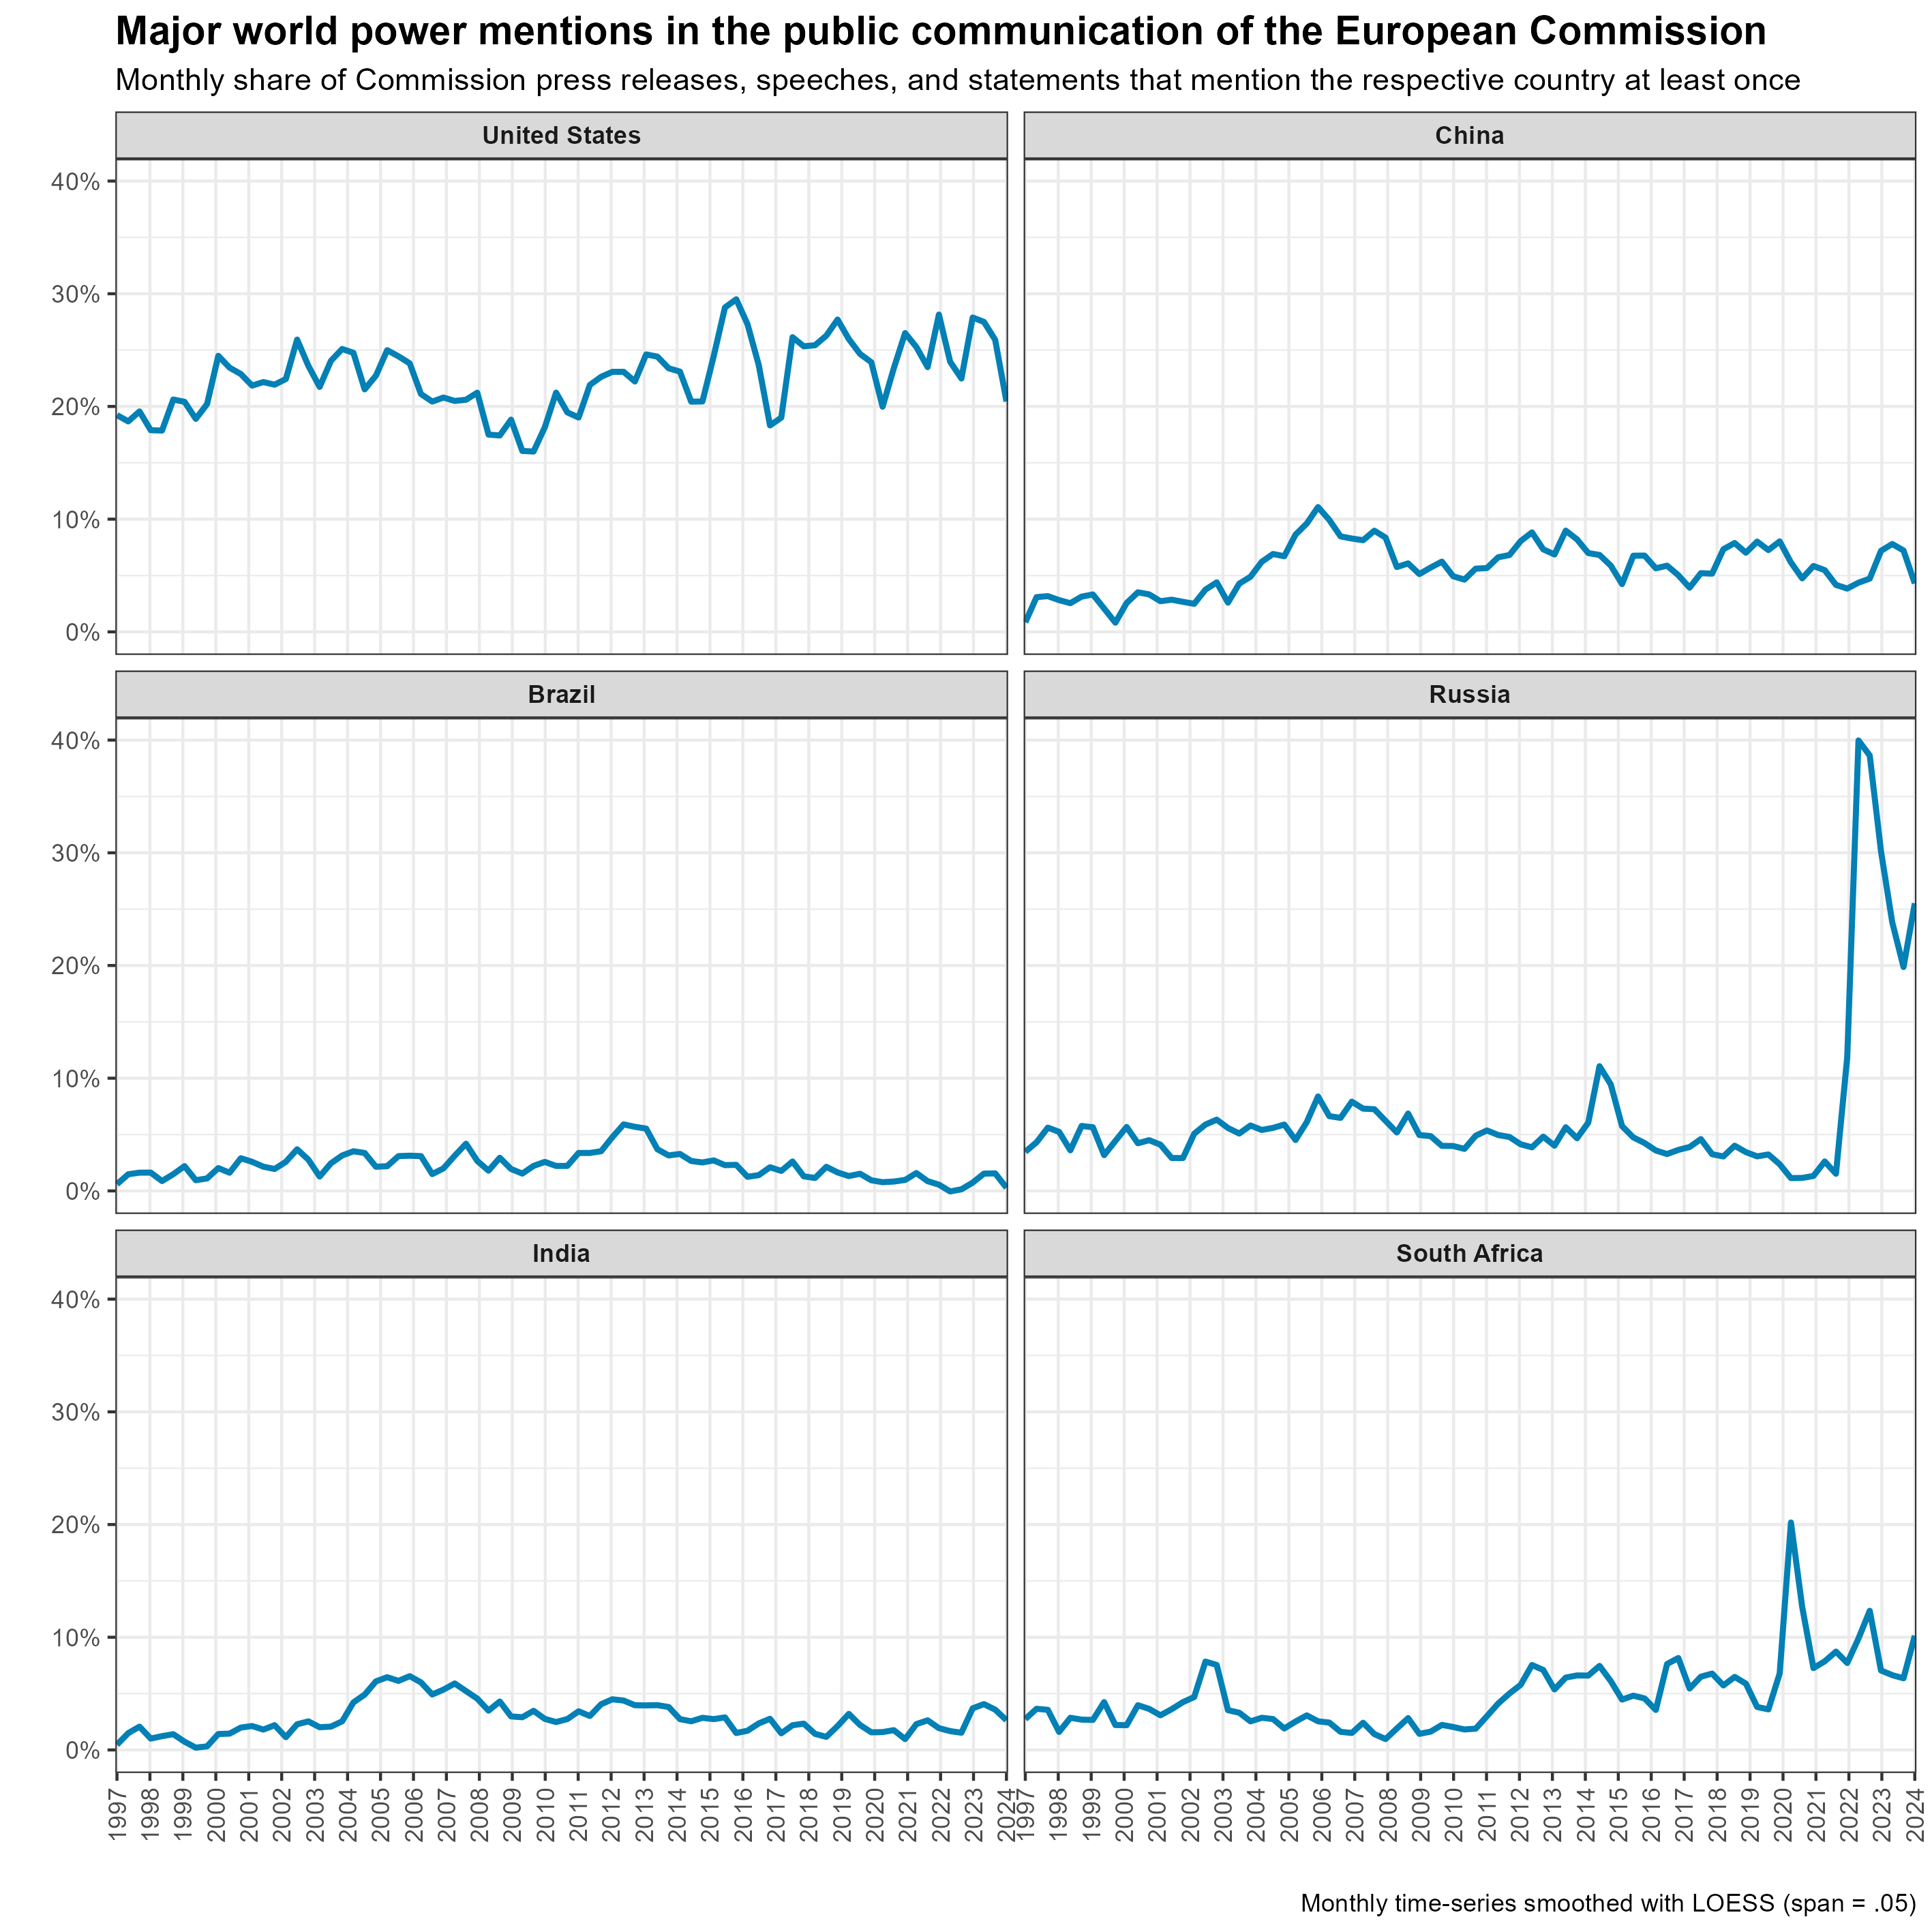 Major world power mentions in the public communication of the European Commission
Monthly share of Commission press releases, speeches, and statements that mention the respective country at least once
United States
China
40%
30%
20%
10%
0%
Brazil
Russia
40%
30%
20%
10%
0%
India
South Africa
40%
30%
20%
10%
0%
1997 1998 1999 2000 2001 2002 2003 2004 2005 2006 2007 2008 2009 2010 2011 2012 2013 2014 2015 2016 2017 2018 2019 2020 2021 2022 2023 2024
1997 1998 1999 2000 2001 2002 2003 2004 2005 2006 2007 2008 2009 2010 2011 2012 2013 2014 2015 2016 2017 2018 2019 2020 2021 2022 2023 2024
Monthly time-series smoothed with LOESS (span = .05)